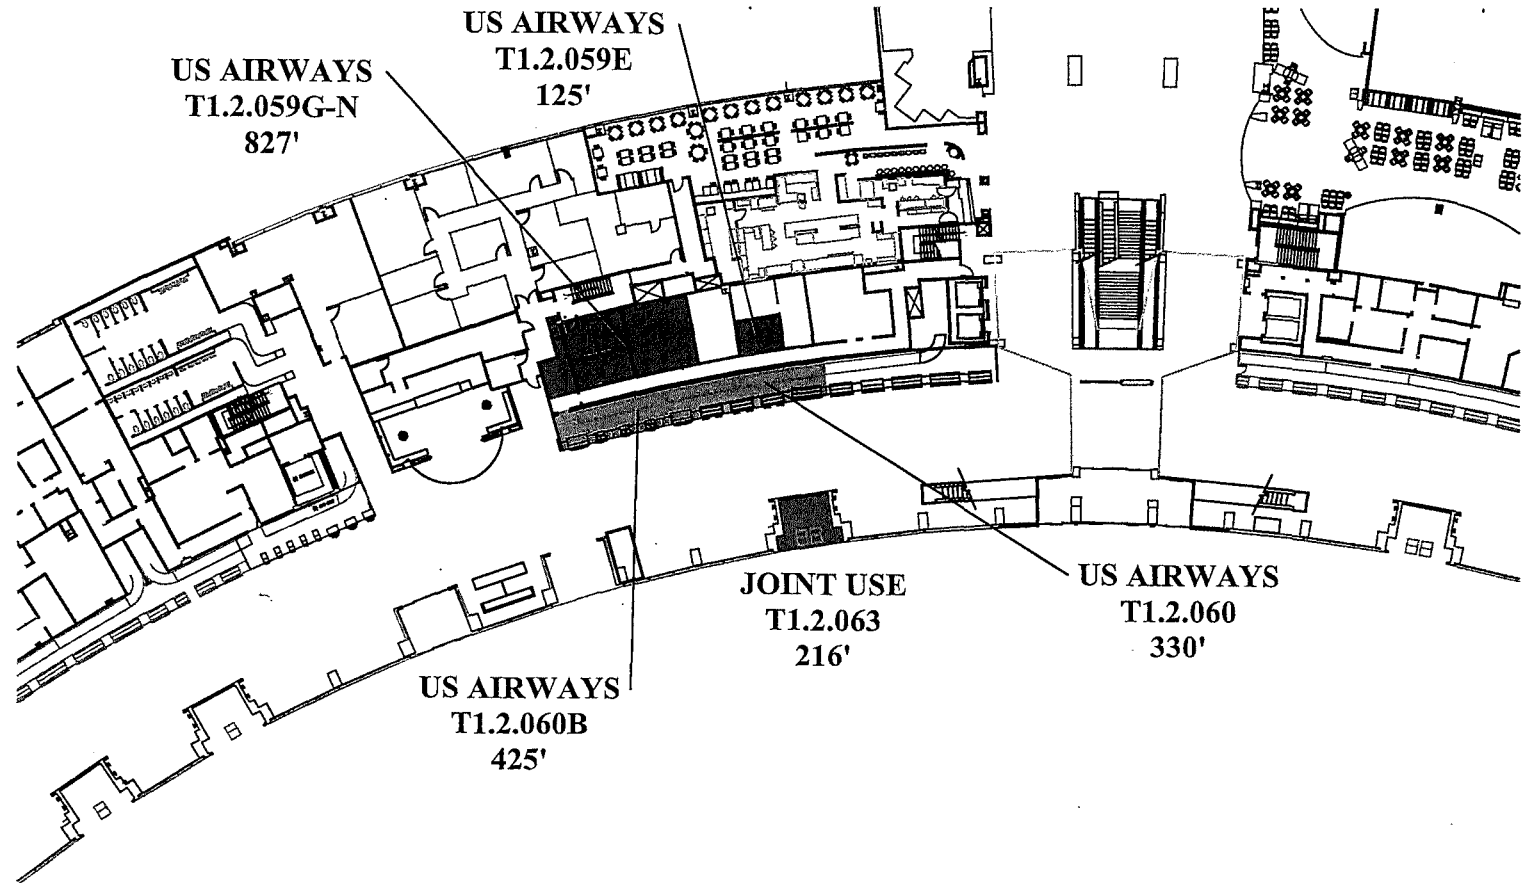 US AIRWAYS
T1.2.059E
125'
US AIRWAYS
T1.2.059G-N
827'
JOINT USE
T1.2.063
216'
US AIRWAYS
T1.2.060
330'
US AIRWAYS
T1.2.060B
425'